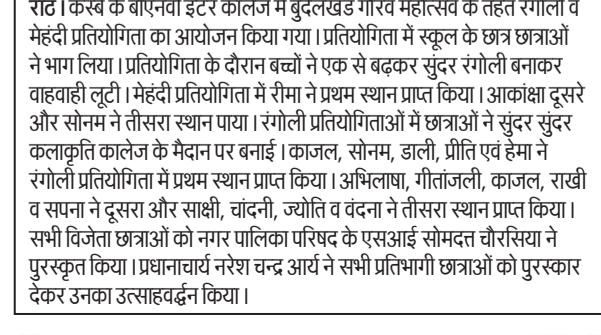 राठ। कस्बे के बीएनवी इंटर कालेज में बुंदेलखंड गौरव महोत्सव के तहत रंगोली व
मेहंदी प्रतियोगिता का आयोजन किया गया। प्रतियोगिता में स्कूल के छात्र छात्राओं
ने भाग लिया। प्रतियोगिता के दौरान बच्चों ने एक से बढ़कर सुंदर रंगोली बनाकर
वाहवाही लूटी। मेहंदी प्रतियोगिता में रीमा ने प्रथम स्थान प्राप्त किया। आकांक्षा दूसरे
और सोनम ने तीसरा स्थान पाया। रंगोली प्रतियोगिताओं में छात्राओं ने सुंदर सुंदर
कलाकृति कालेज के मैदान पर बनाई। काजल, सोनम, डाली, प्रीति एवं हेमा ने
रंगोली प्रतियोगिता में प्रथम स्थान प्राप्त किया। अभिलाषा, गीतांजली, काजल, राखी
व सपना ने दूसरा और साक्षी, चांदनी, ज्योति व वंदना ने तीसरा स्थान प्राप्त किया।
सभी विजेता छात्राओं को नगर पालिका परिषद के एसआई सोमदत्त चौरसिया ने
पुरस्कृत किया। प्रधानाचार्य नरेश चन्द्र आर्य ने सभी प्रतिभागी छात्राओं को पुरस्कार
देकर उनका उत्साहवर्द्धन किया।